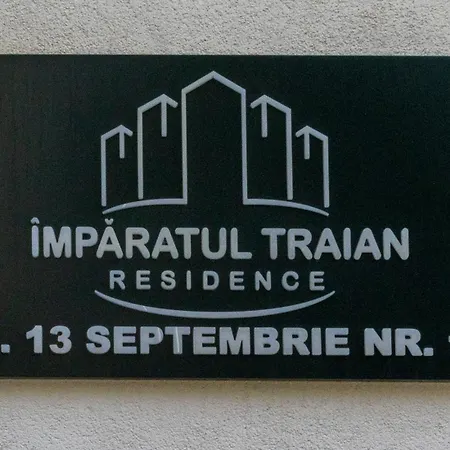 ÎMPĂRATUL TRAIAN
RESIDENCE
. 13 SEPTEMBRIE NR.